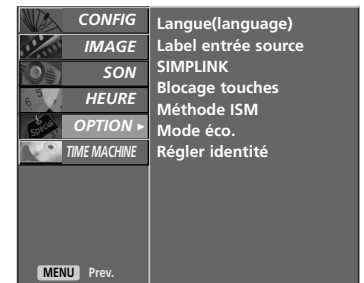 CONFIG
IMAGE
SON
HEURE
OPTION ►
TIME MACHINE
Langue(language)
Label entrée source
SIMPLINK
Blocage touches
Méthode ISM
Mode éco.
Régler identité
MENU Prev.